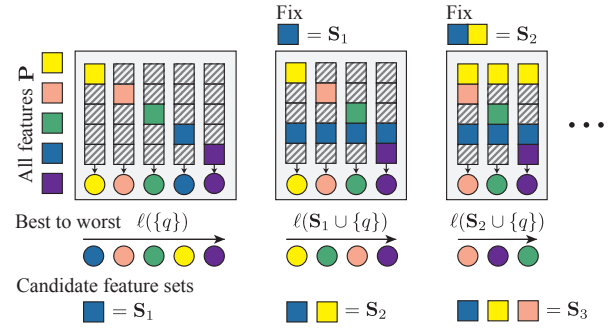 Fix
= S₁
Fix
= S₂
All features P
...
Best to worst ℓ({q})
ℓ(S₁ ∪ {q})
ℓ(S₂ ∪ {q})
Candidate feature sets
= S₁
= S₂
= S₃